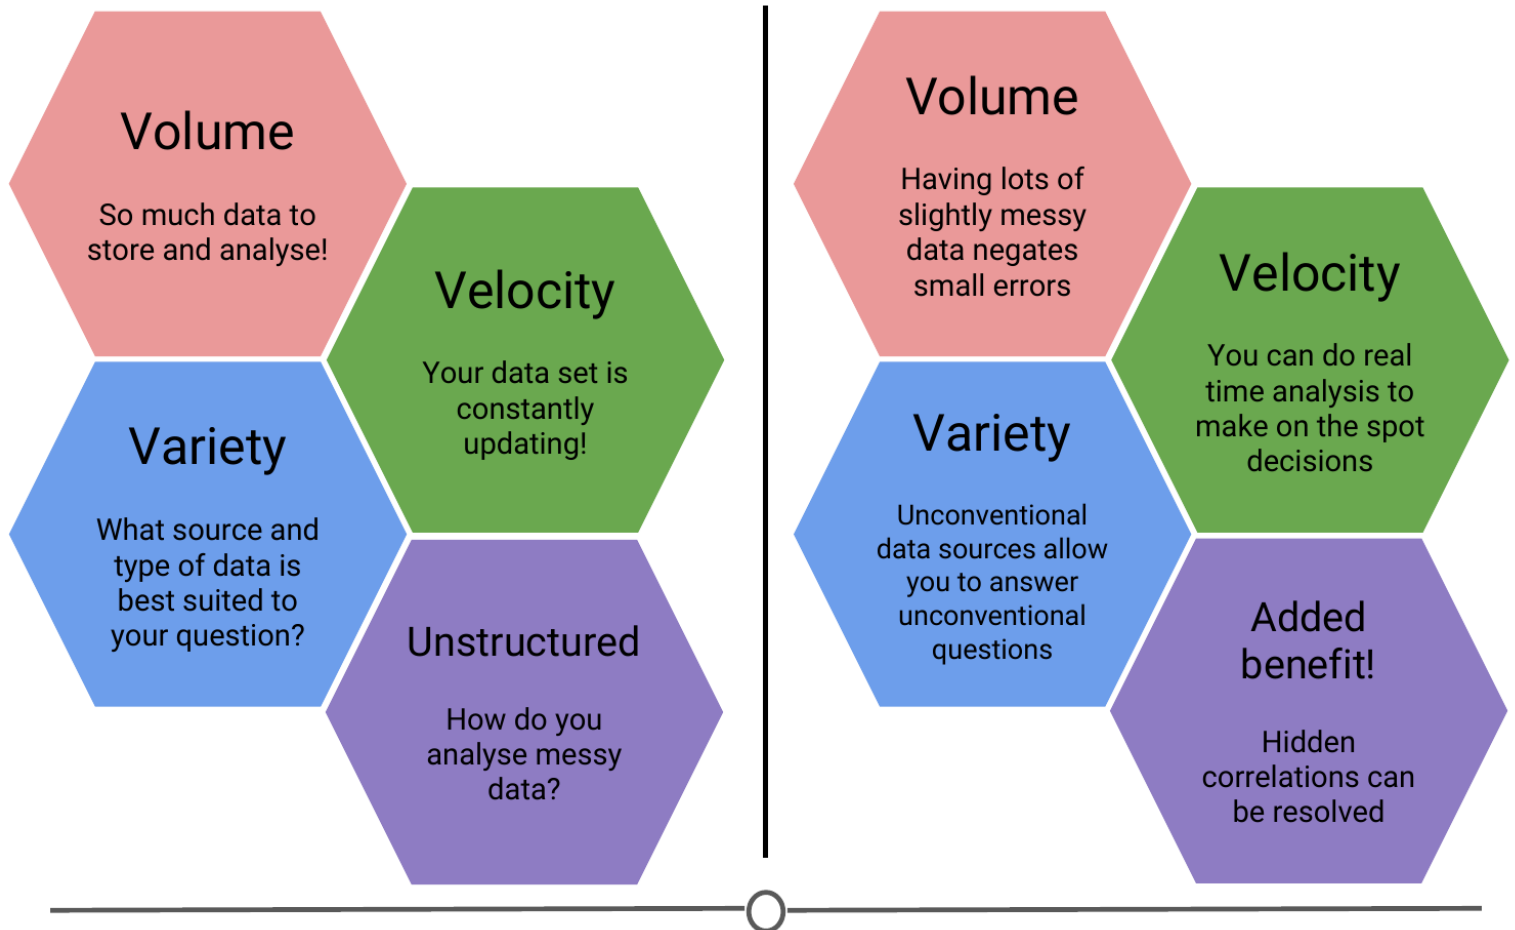 Volume
So much data to
store and analyse!
Velocity
Your data set is
constantly
updating!
Variety
What source and
type of data is
best suited to
your question?
Unstructured
How do you
analyse messy
data?
Volume
Having lots of
slightly messy
data negates
small errors
Velocity
You can do real
time analysis to
make on the spot
decisions
Variety
Unconventional
data sources allow
you to answer
unconventional
questions
Added
benefit!
Hidden
correlations can
be resolved